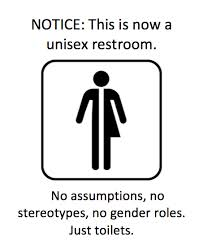 NOTICE: This is now a
unisex restroom.
No assumptions, no
stereotypes, no gender roles.
Just toilets.